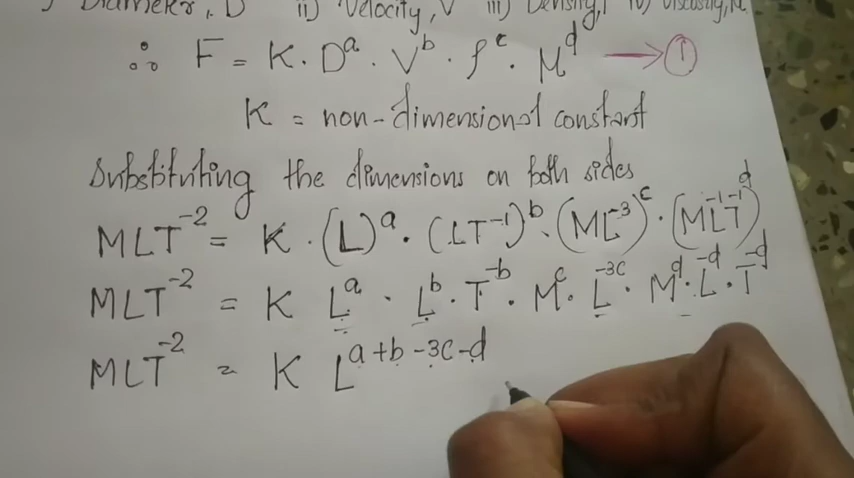 Diameter, D ii) Velocity, V iii) Density, ρ iv) Viscosity, μ
∴ F = K · D^a · V^b · ρ^c · μ^d → ①
K = non-dimensional constant
Substituting the dimensions on both sides
MLT^-2 = K · (L)^a · (LT^-1)^b · (ML^-3)^c · (ML^-1T^-1)^d
MLT^-2 = K L^a · L^b · T^-b · M^c · L^-3c · M^d · L^-d · T^-d
MLT^-2 = K L^a+b-3c-d